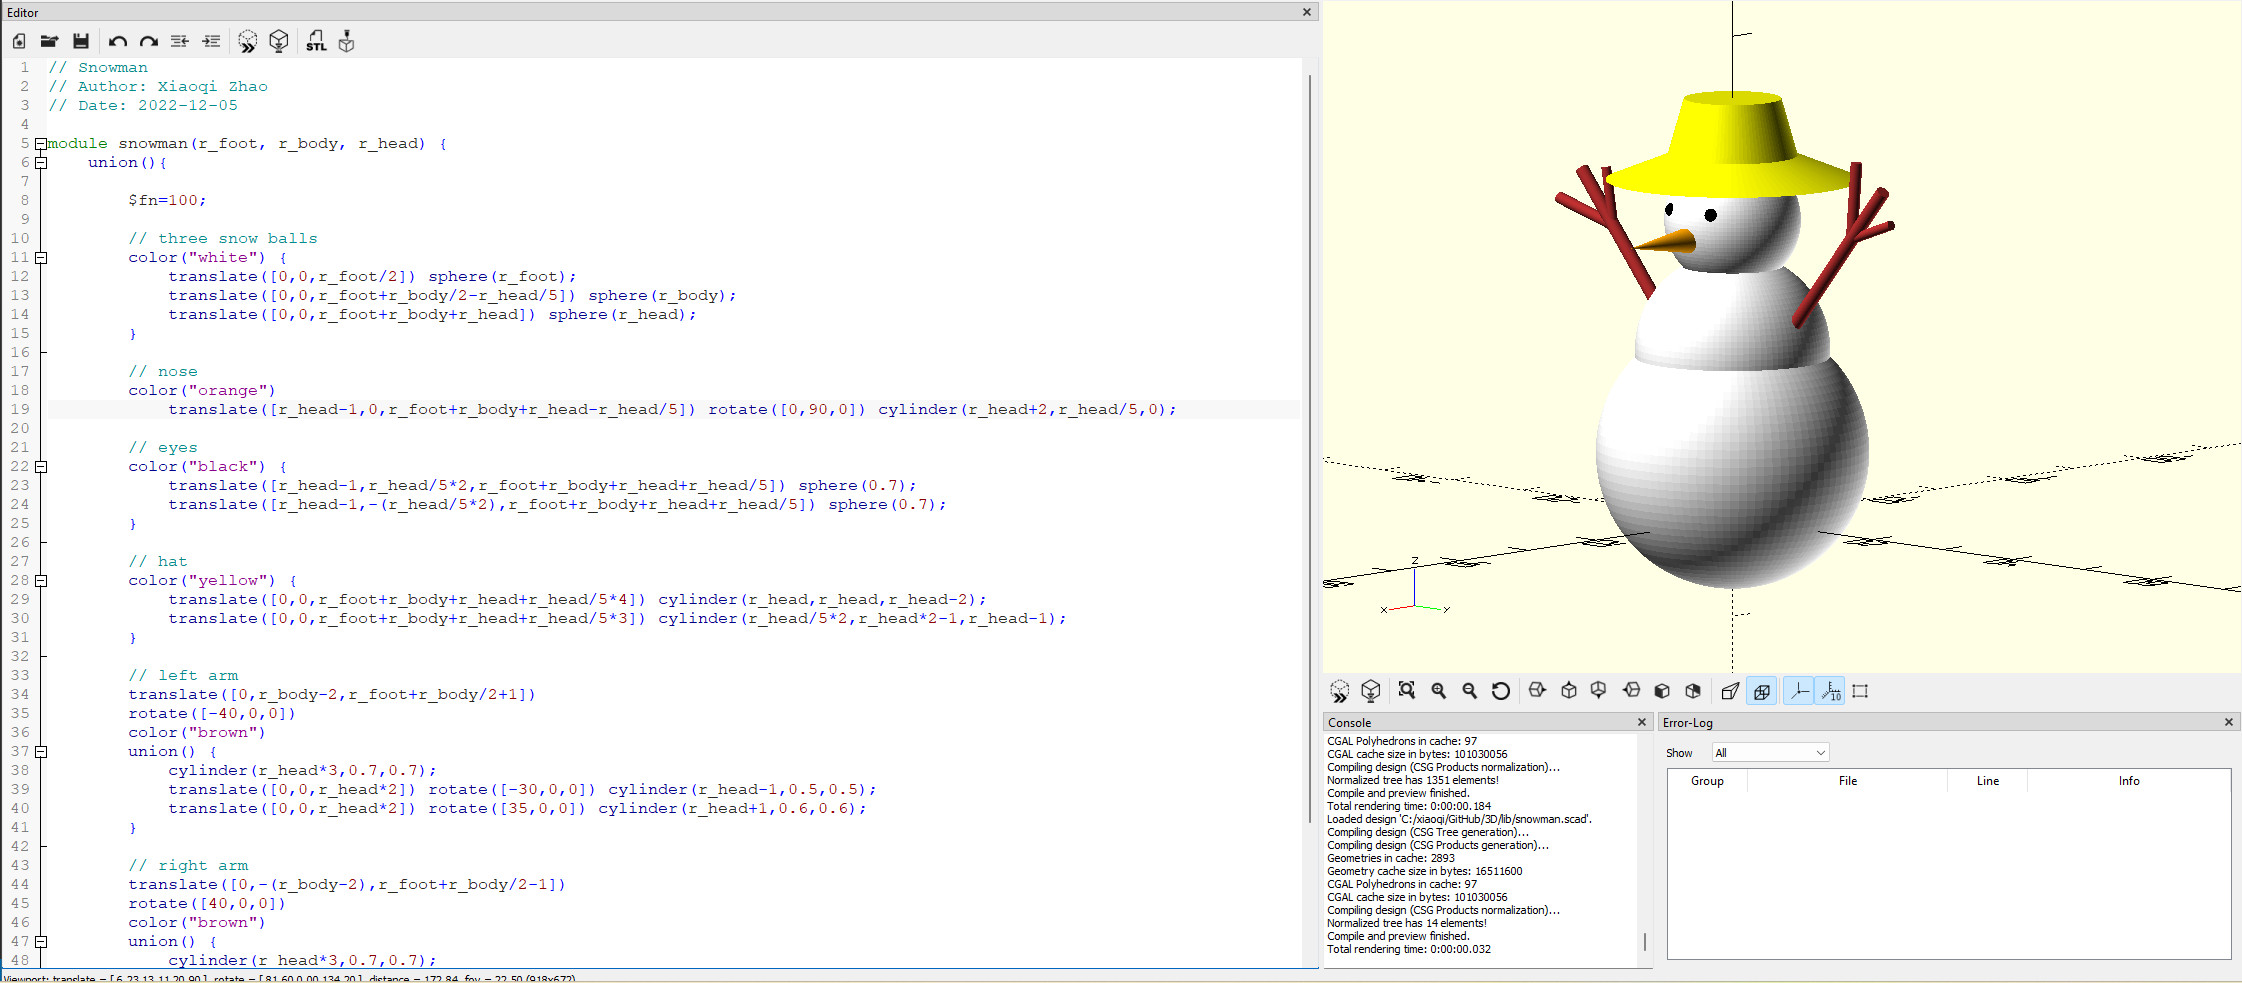 Editor
STL
1 // Snowman
2 // Author: Xiaoqi Zhao
3 // Date: 2022-12-05
4
5 module snowman(r_foot, r_body, r_head) {
6 union(){
7
8 $fn=100;
9
10 // three snow balls
11 color("white") {
12 translate([0,0,r_foot/2]) sphere(r_foot);
13 translate([0,0,r_foot+r_body/2-r_head/5]) sphere(r_body);
14 translate([0,0,r_foot+r_body+r_head]) sphere(r_head);
15 }
16
17 // nose
18 color("orange")
19 translate([r_head-1,0,r_foot+r_body+r_head-r_head/5]) rotate([0,90,0]) cylinder(r_head+2,r_head/5,0);
20
21 // eyes
22 color("black") {
23 translate([r_head-1,r_head/5*2,r_foot+r_body+r_head+r_head/5]) sphere(0.7);
24 translate([r_head-1,-(r_head/5*2),r_foot+r_body+r_head+r_head/5]) sphere(0.7);
25 }
26
27 // hat
28 color("yellow") {
29 translate([0,0,r_foot+r_body+r_head+r_head/5*4]) cylinder(r_head,r_head,r_head-2);
30 translate([0,0,r_foot+r_body+r_head+r_head/5*3]) cylinder(r_head/5*2,r_head*2-1,r_head-1);
31 }
32
33 // left arm
34 translate([0,r_body-2,r_foot+r_body/2+1])
35 rotate([-40,0,0])
36 color("brown")
37 union() {
38 cylinder(r_head*3,0.7,0.7);
39 translate([0,0,r_head*2]) rotate([-30,0,0]) cylinder(r_head-1,0.5,0.5);
40 translate([0,0,r_head*2]) rotate([35,0,0]) cylinder(r_head+1,0.6,0.6);
41 }
42
43 // right arm
44 translate([0,-(r_body-2),r_foot+r_body/2-1])
45 rotate([40,0,0])
46 color("brown")
47 union() {
48 cylinder(r_head*3,0.7,0.7);
Viewport: translate = [ 6.23 13.11 20.90 ], rotate = [ 81.60 0.00 134.20 ], distance = 172.84, fov = 22.50 (918x672)
z
x
y
10
Console
CGAL Polyhedrons in cache: 97
CGAL cache size in bytes: 101030056
Compiling design (CSG Products normalization)...
Normalized tree has 1351 elements!
Compile and preview finished.
Total rendering time: 0:00:00.184
Loaded design 'C:/xiaoqi/GitHub/3D/lib/snowman.scad'.
Compiling design (CSG Tree generation)...
Compiling design (CSG Products generation)...
Geometries in cache: 2893
Geometry cache size in bytes: 16511600
CGAL Polyhedrons in cache: 97
CGAL cache size in bytes: 101030056
Compiling design (CSG Products normalization)...
Normalized tree has 14 elements!
Compile and preview finished.
Total rendering time: 0:00:00.032
Error-Log
Show All
Group File Line Info